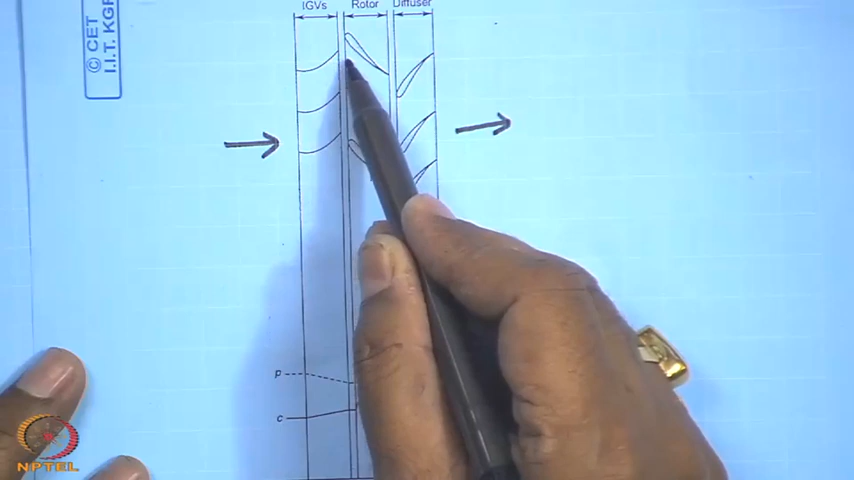 IGVs Rotor Diffuser
© CET
I.I.T. KGP
p
c
NPTEL